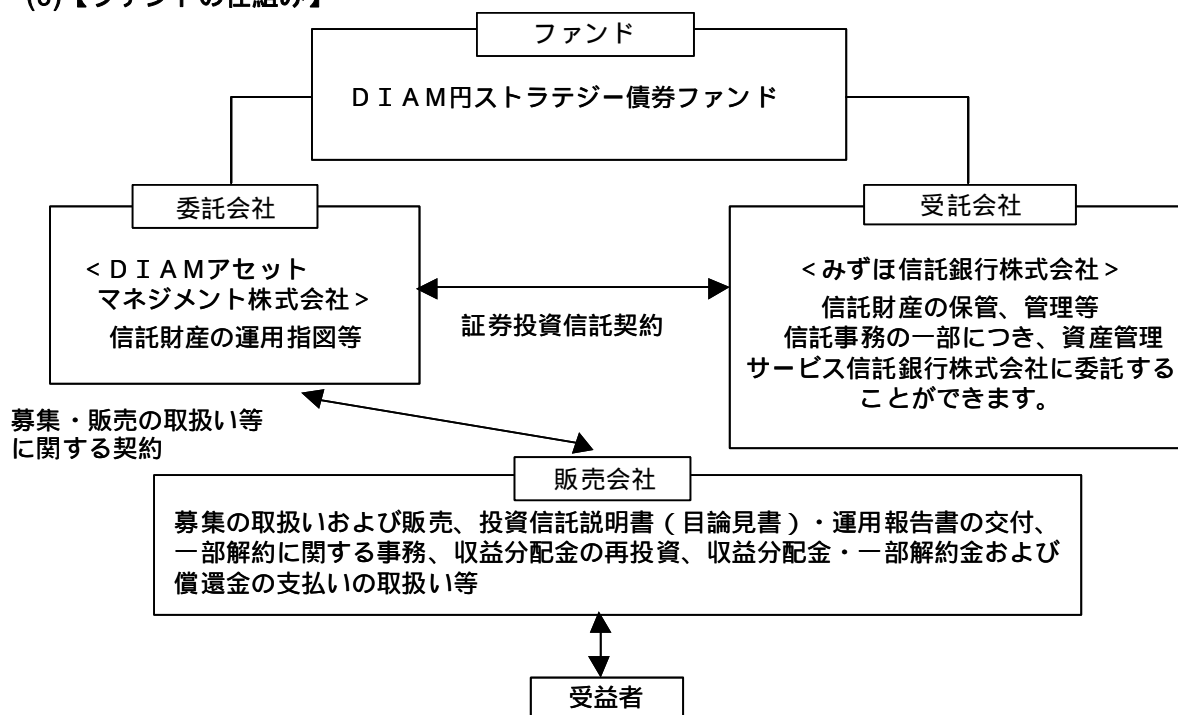 ファンド
DIAM円ストラテジー債券ファンド
委託会社
<DIAMアセット
マネジメント株式会社>
信託財産の運用指図等
証券投資信託契約
受託会社
<みずほ信託銀行株式会社>
信託財産の保管、管理等
信託事務の一部につき、資産管理
サービス信託銀行株式会社に委託する
ことができます。
募集・販売の取扱い等
に関する契約
販売会社
募集の取扱いおよび販売、投資信託説明書(目論見書)・運用報告書の交付、
一部解約に関する事務、収益分配金の再投資、収益分配金・一部解約金および
償還金の支払いの取扱い等
受益者